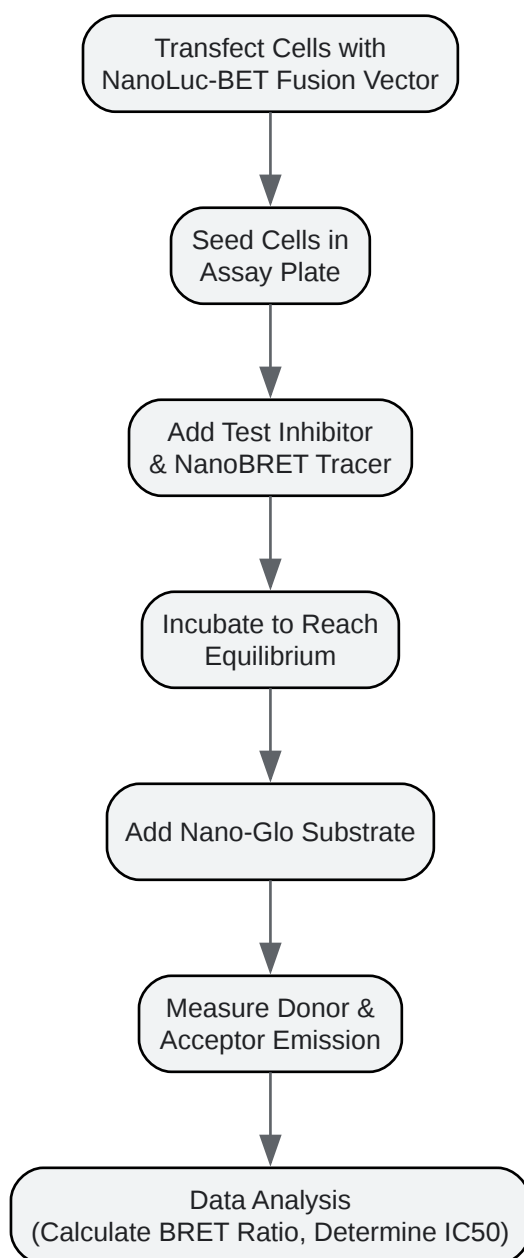 Transfect Cells with
NanoLuc-BET Fusion Vector
Seed Cells in
Assay Plate
Add Test Inhibitor
& NanoBRET Tracer
Incubate to Reach
Equilibrium
Add Nano-Glo Substrate
Measure Donor &
Acceptor Emission
Data Analysis
(Calculate BRET Ratio, Determine IC50)